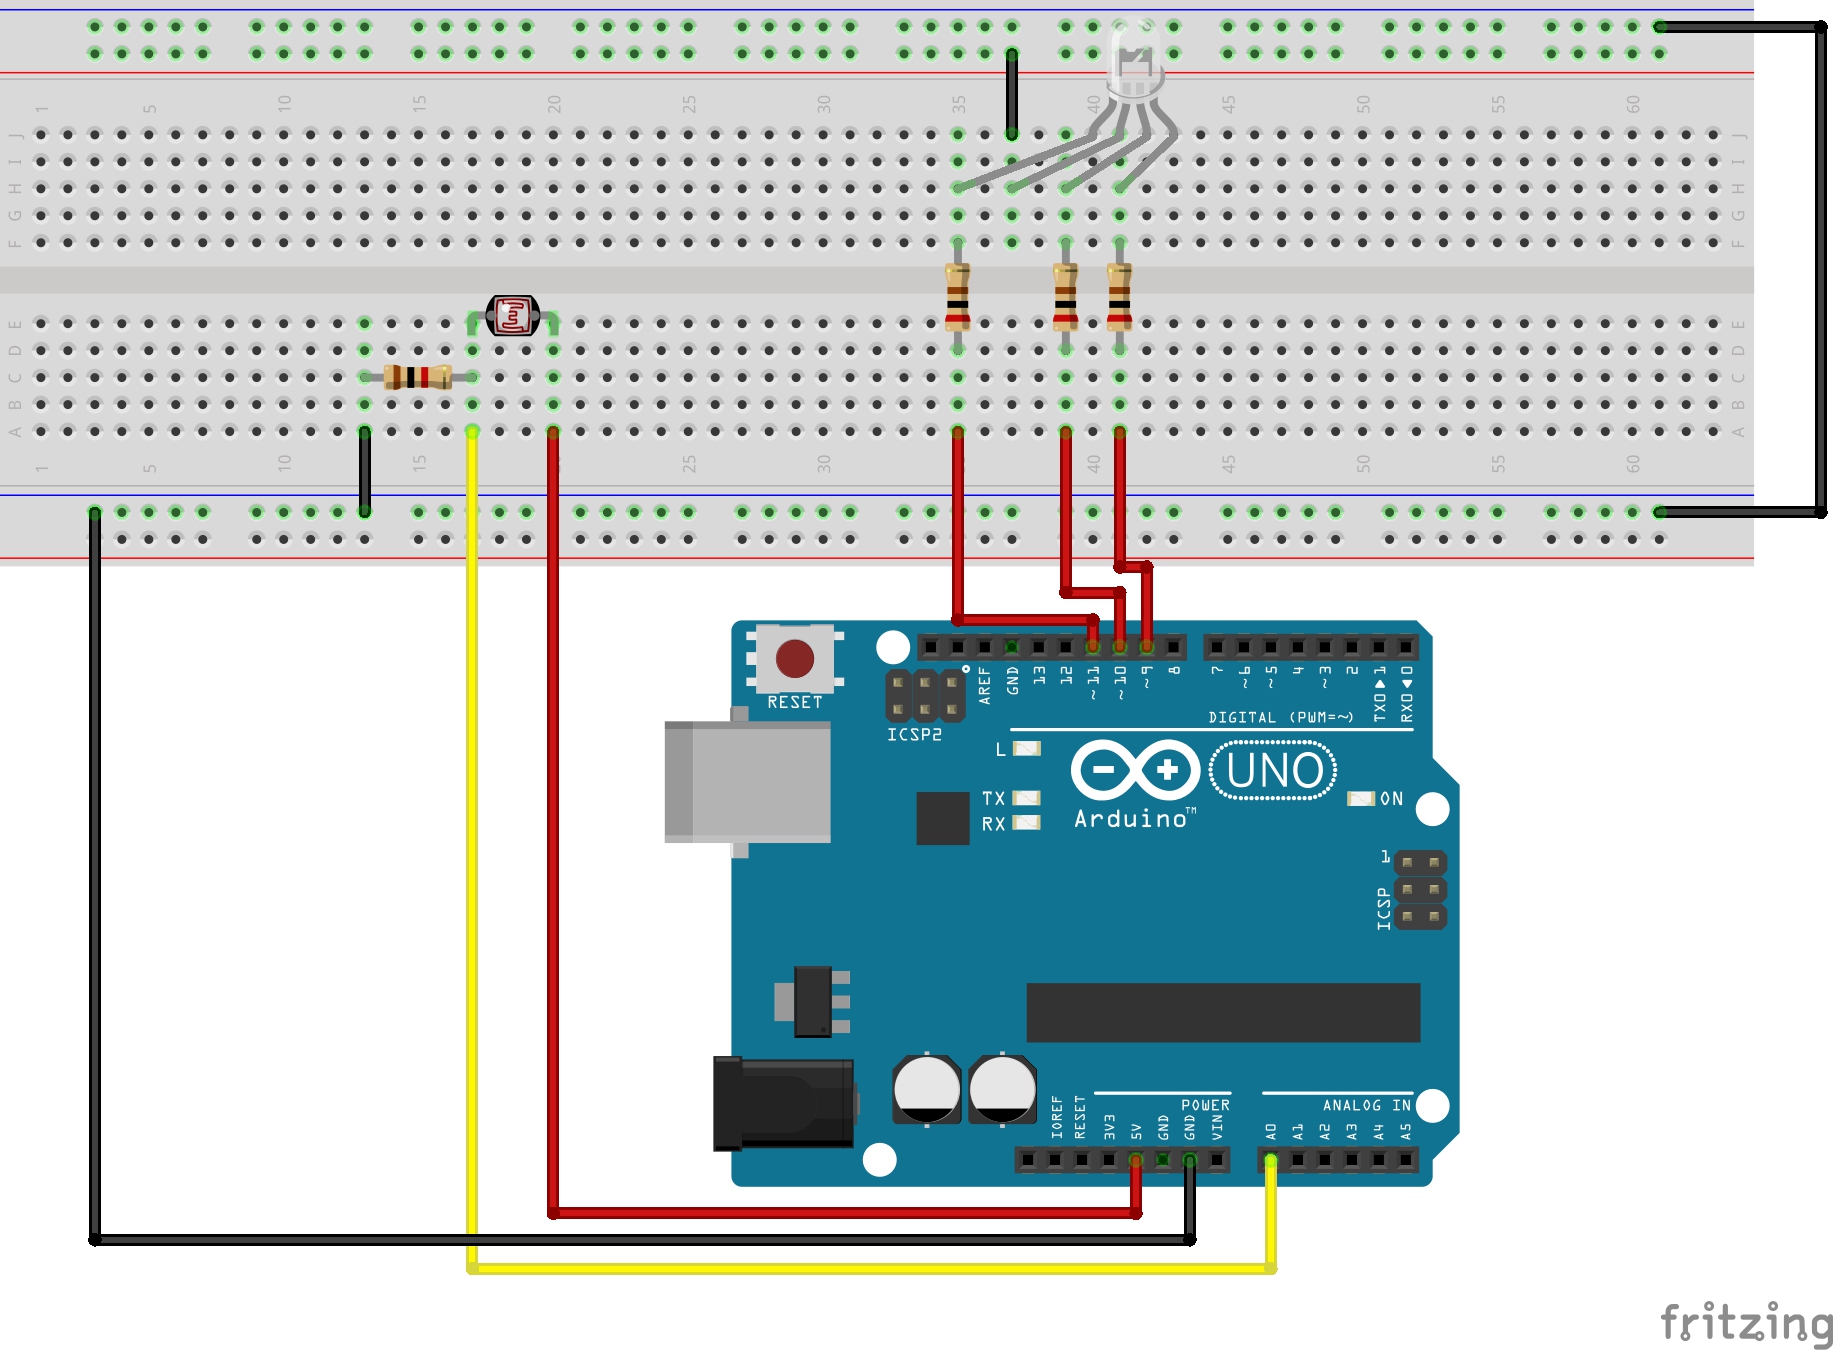 1 5 10 15 20 25 30 35 40 45 50 55 60
J J
I I
H H
G G
F F
E E
D D
C C
B B
A A
1 5 10 15 20 25 30 40 45 50 55 60
RESET
ICSP2
AREF
GND
13
12
~11
~10
~9
8
7
~6
~5
4
~3
2
TX0▶1
RX0◀0
DIGITAL (PWM=~)
L
TX
RX
UNO
Arduino™
ON
1
ICSP
IOREF
RESET
3V3
5V
GND
GND
VIN
POWER
ANALOG IN
A0
A1
A2
A3
A4
A5
fritzing